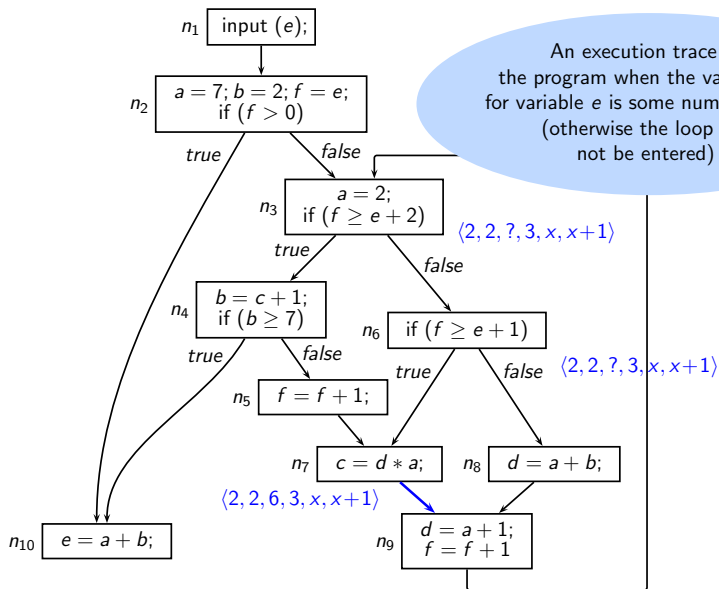 n1 input (e);
An execution trace
the program when the va
for variable e is some num
(otherwise the loop
not be entered)
n2 a = 7; b = 2; f = e;
if (f > 0)
true
false
n3 a = 2;
if (f ≥ e + 2)
⟨2, 2, ?, 3, x, x+1⟩
true
false
n4 b = c + 1;
if (b ≥ 7)
n6 if (f ≥ e + 1)
true
false
true
false
⟨2, 2, ?, 3, x, x+1⟩
n5 f = f + 1;
n7 c = d ∗ a;
n8 d = a + b;
⟨2, 2, 6, 3, x, x+1⟩
n10 e = a + b;
n9 d = a + 1;
f = f + 1